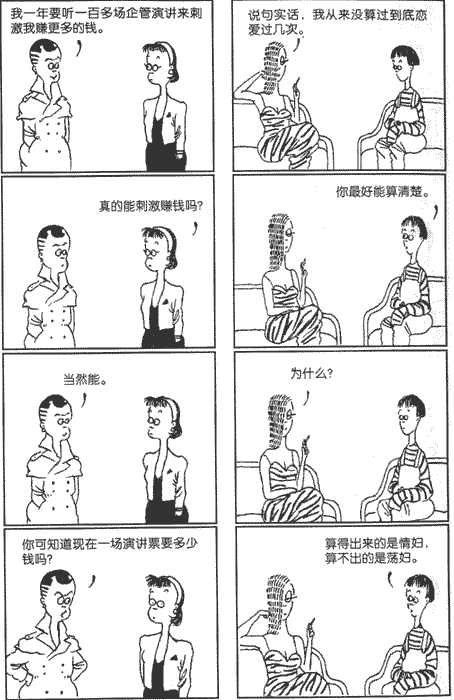 我一年要听一百多场企管演讲来刺
激我赚更多的钱。
真的能刺激赚钱吗?
当然能。
你可知道现在一场演讲票要多少
钱吗?
说句实话，我从来没算过到底恋
爱过几次。
你最好能算清楚。
为什么?
算得出来的是情妇，
算不出的是荡妇。